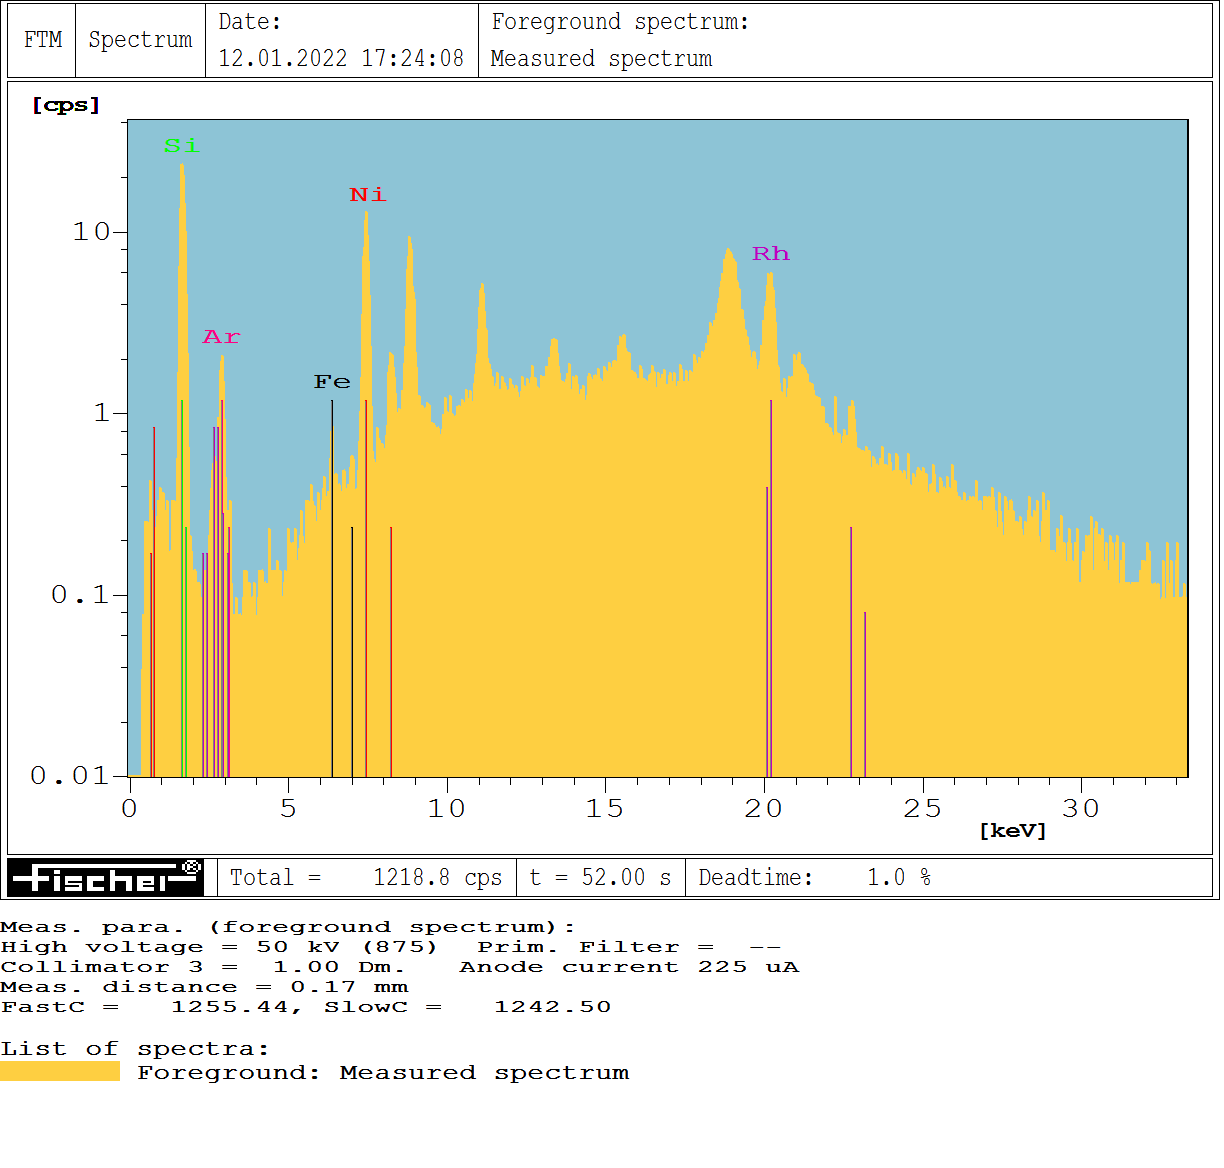 FTM
Spectrum
Date:
12.01.2022 17:24:08
Foreground spectrum:
Measured spectrum
[cps]
Si
Ni
10
Rh
Ar
Fe
1
0.1
0.01
0 5 10 15 20 25 30
[keV]
Fischer®
Total = 1218.8 cps
t = 52.00 s
Deadtime: 1.0 %
Meas. para. (foreground spectrum):
High voltage = 50 kV (875) Prim. Filter = --
Collimator 3 = 1.00 Dm. Anode current 225 uA
Meas. distance = 0.17 mm
FastC = 1255.44, SlowC = 1242.50
List of spectra:
Foreground: Measured spectrum